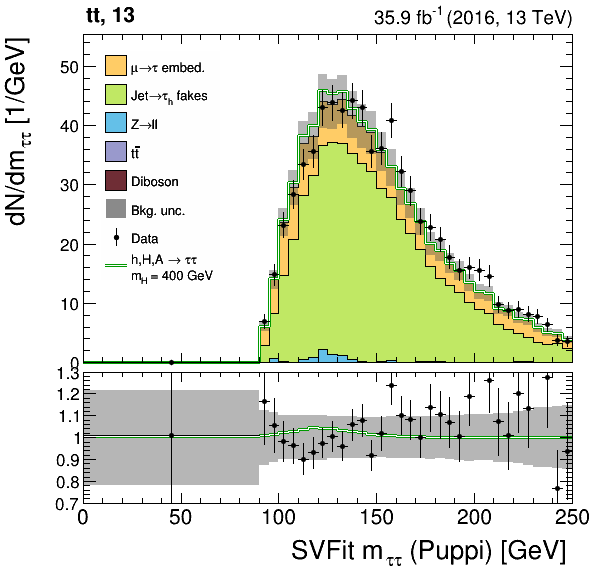 tt, 13
35.9 fb⁻¹ (2016, 13 TeV)
dN/dm_ττ [1/GeV]
50
40
30
20
10
0
μ→τ embed.
Jet→τ_h fakes
Z→ll
tt̄
Diboson
Bkg. unc.
Data
h,H,A → ττ
m_H = 400 GeV
1.3
1.2
1.1
1
0.9
0.8
0.7
0 50 100 150 200 250
SVFit m_ττ (Puppi) [GeV]